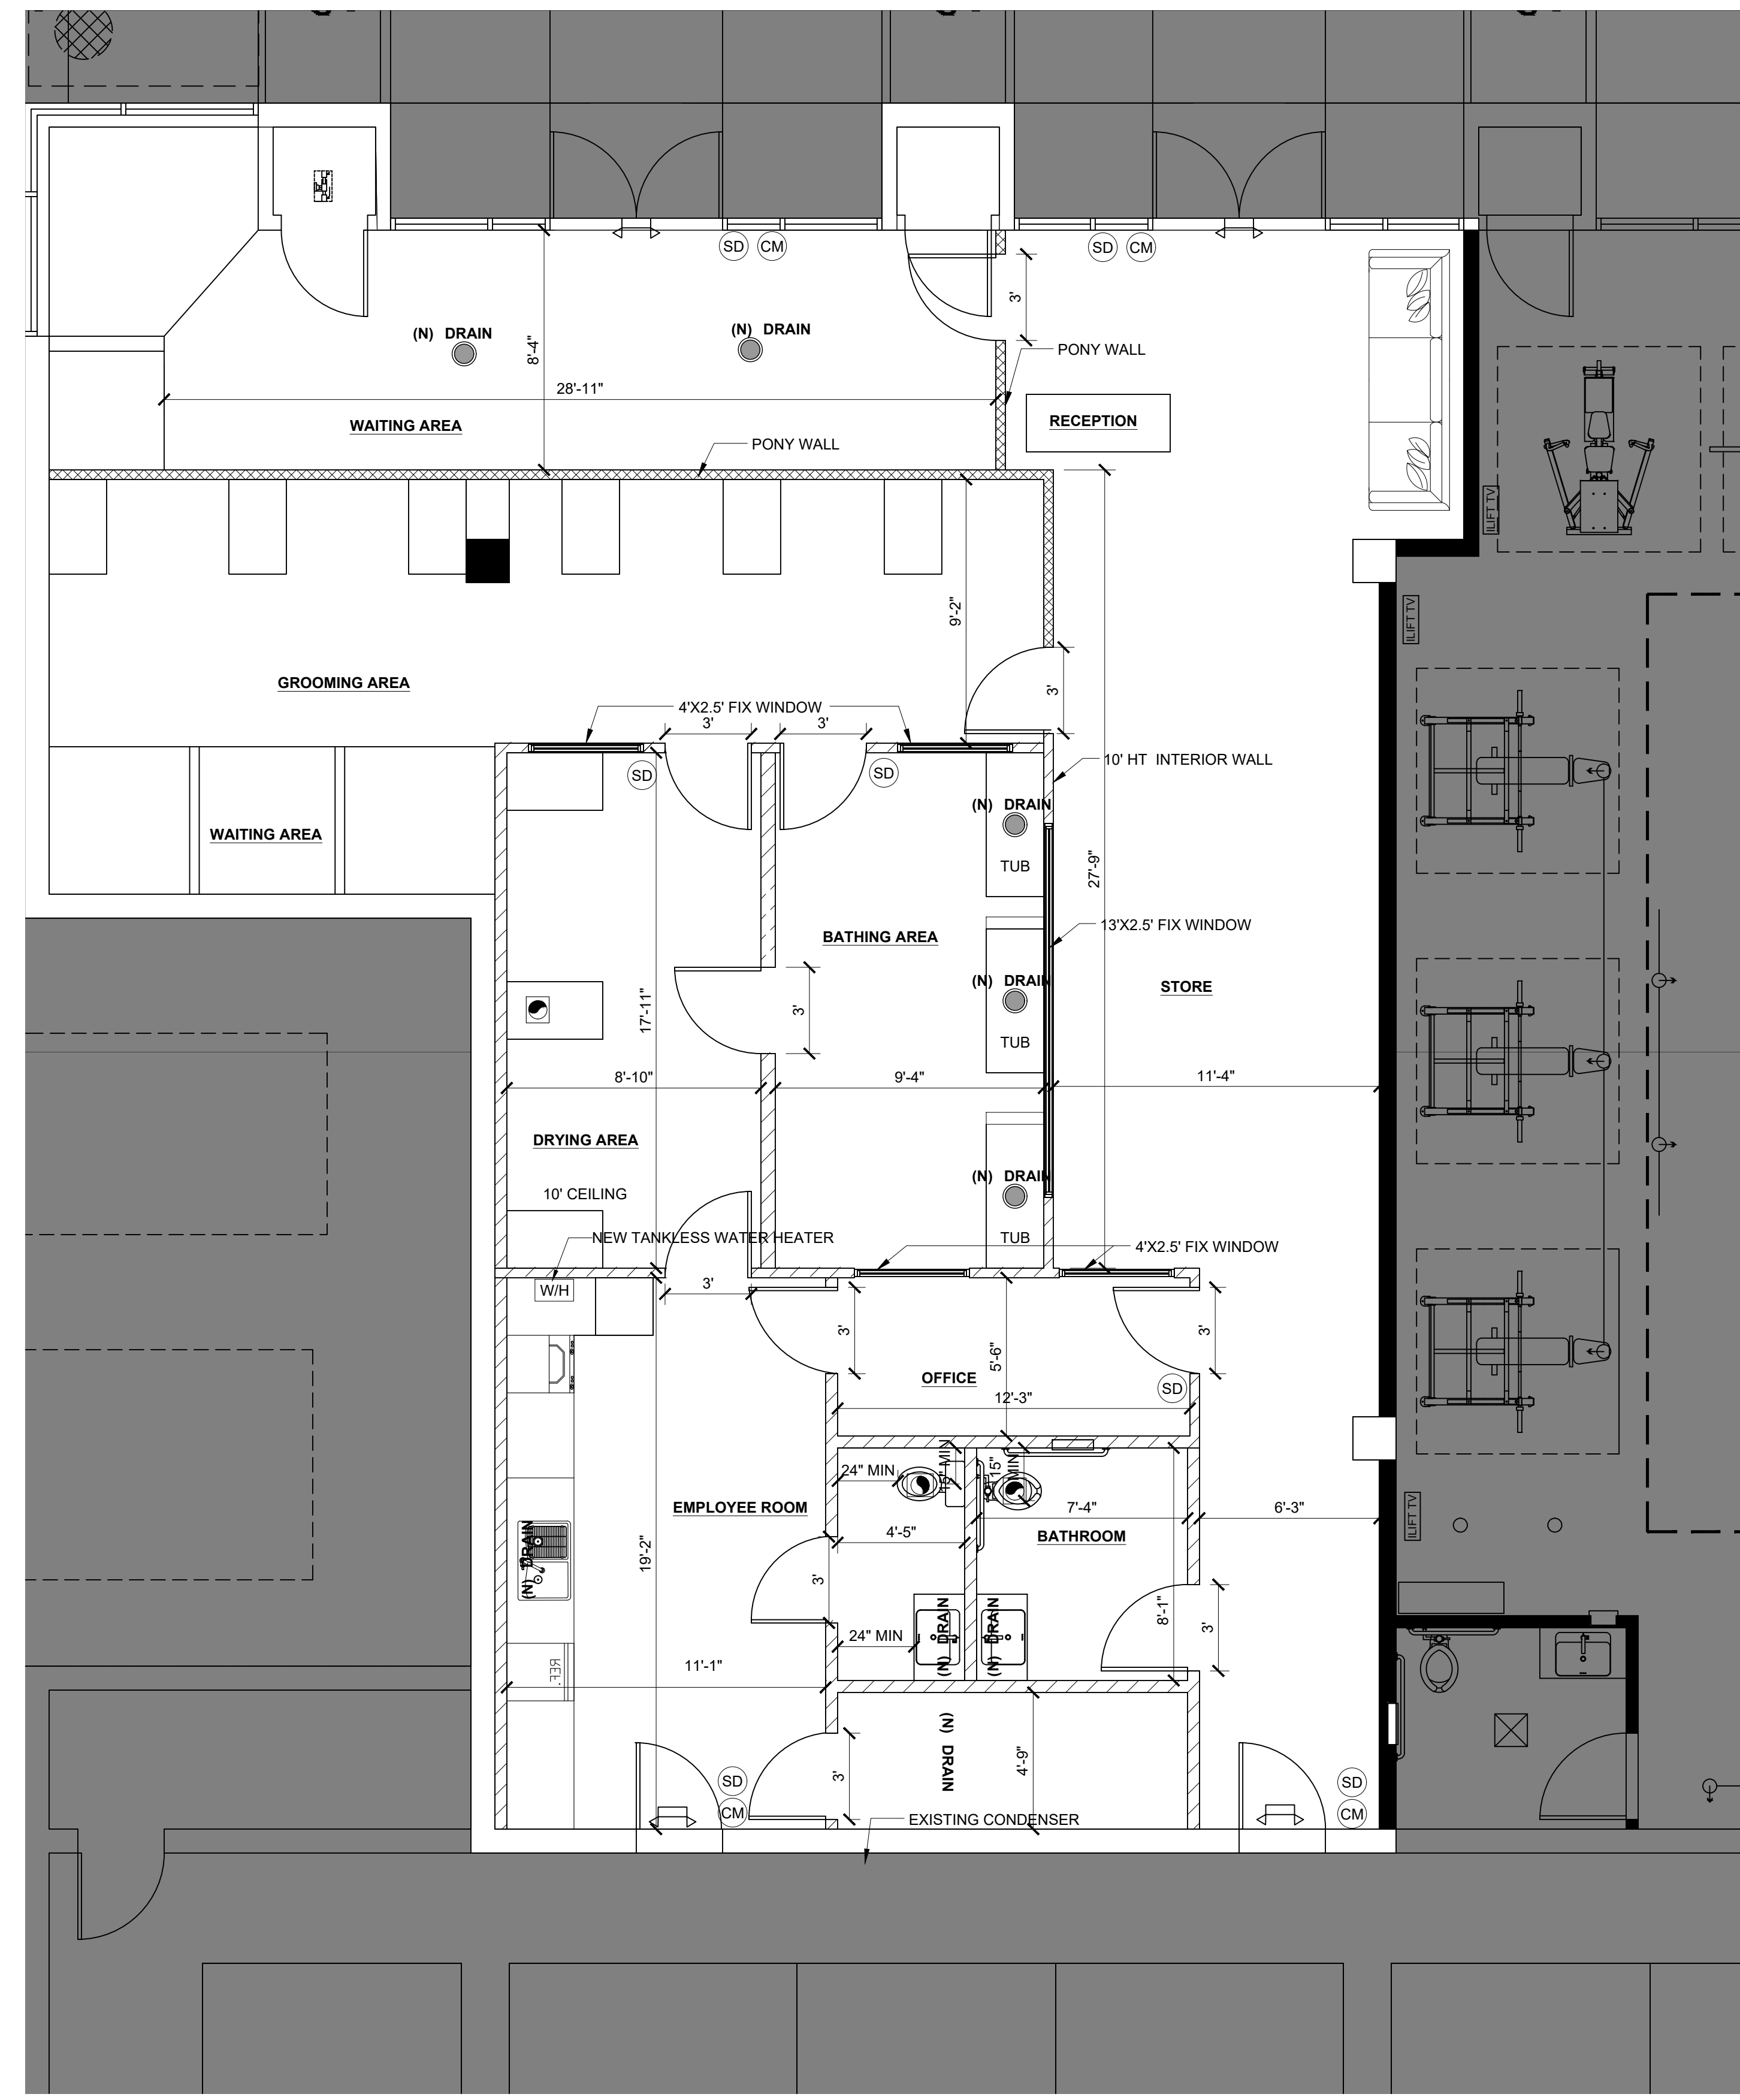 SD
CM
SD
CM
3'
(N) DRAIN
(N) DRAIN
8'-4"
PONY WALL
28'-11"
WAITING AREA
RECEPTION
PONY WALL
ILIFT TV
9'-2"
ILIFT TV
GROOMING AREA
3'
4'X2.5' FIX WINDOW
3'
3'
10' HT INTERIOR WALL
SD
SD
(N) DRAIN
WAITING AREA
TUB
27'-9"
13'X2.5' FIX WINDOW
BATHING AREA
(N) DRAIN
STORE
17'-11"
3'
TUB
8'-10"
9'-4"
11'-4"
DRYING AREA
(N) DRAIN
10' CEILING
NEW TANKLESS WATER HEATER
TUB
4'X2.5' FIX WINDOW
W/H
3'
3'
5'-6"
3'
OFFICE
SD
12'-3"
24" MIN
15" MIN
15"
MIN
EMPLOYEE ROOM
7'-4"
6'-3"
BATHROOM
4'-5"
ILIFT TV
(N) DRAIN
19'-2"
3'
24" MIN
(N) DRAIN
(N) DRAIN
8'-1"
3'
REF.
11'-1"
(N) DRAIN
4'-9"
3'
SD
CM
SD
CM
EXISTING CONDENSER